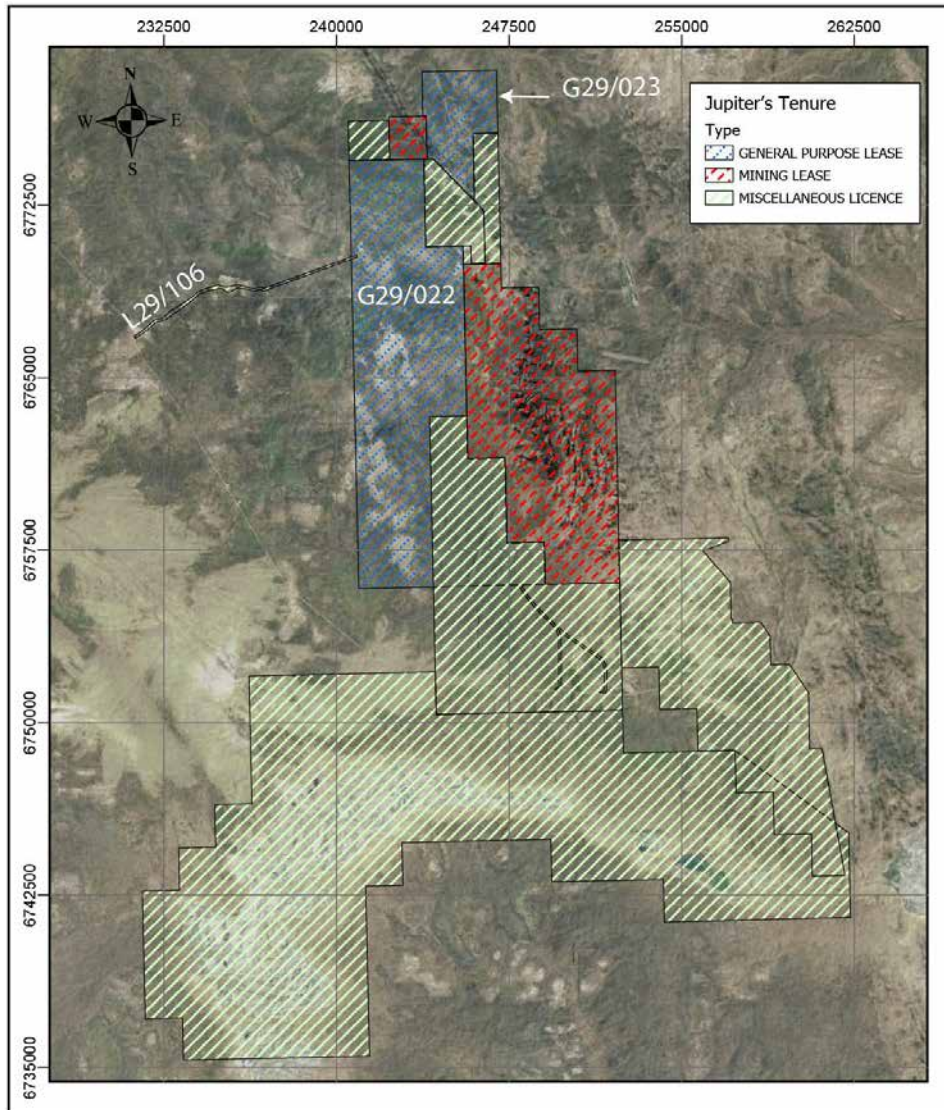 232500 240000 247500 255000 262500
N
W E
S
G29/023
Jupiter's Tenure
Type
GENERAL PURPOSE LEASE
MINING LEASE
MISCELLANEOUS LICENCE
6772500
L29/106
G29/022
6765000
6757500
6750000
6742500
6735000